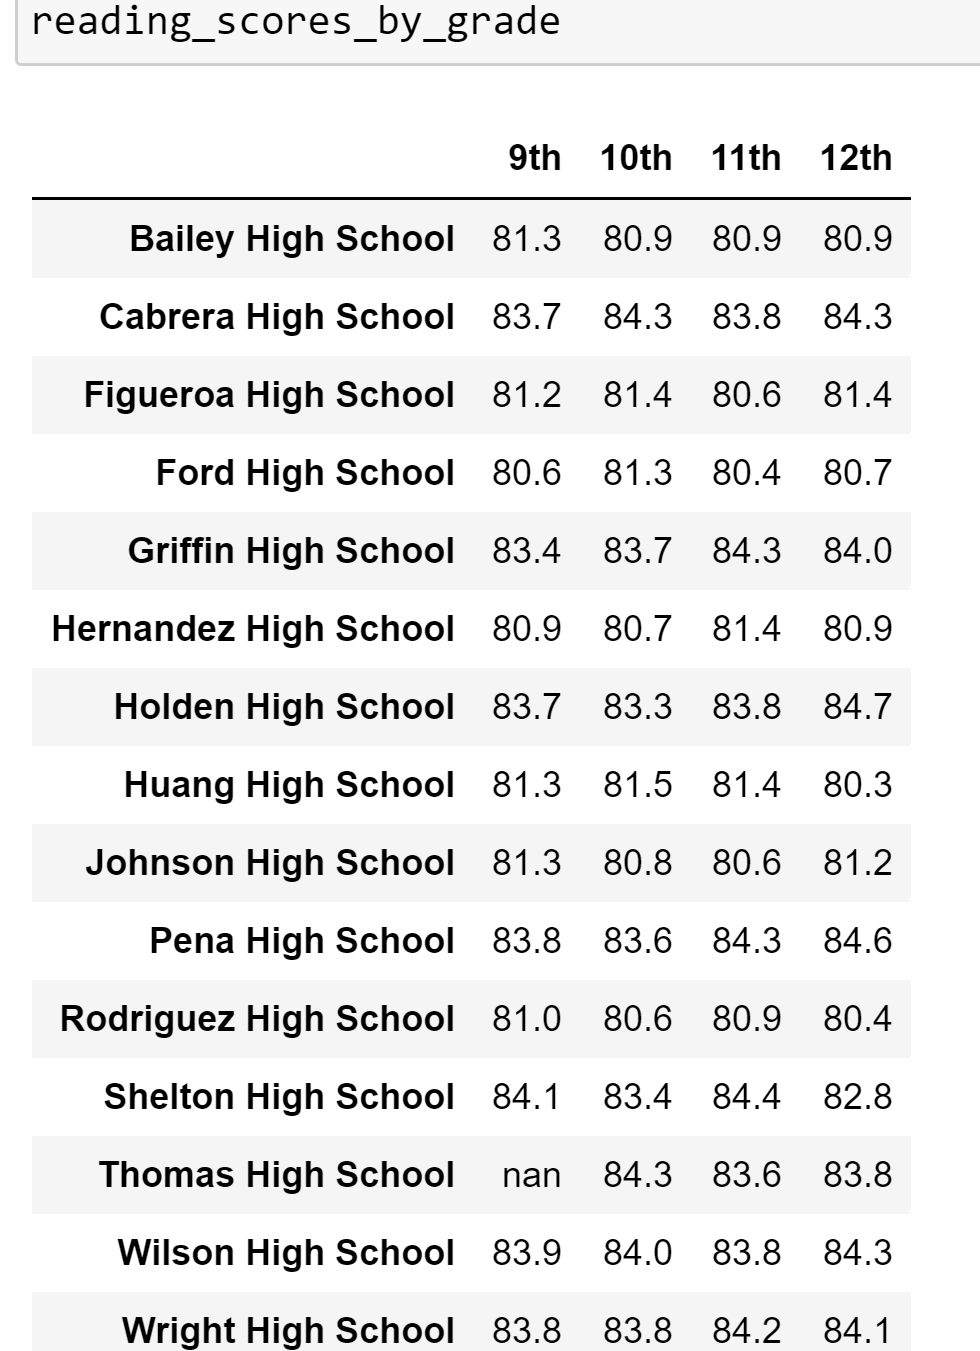 reading_scores_by_grade
9th 10th 11th 12th
Bailey High School 81.3 80.9 80.9 80.9
Cabrera High School 83.7 84.3 83.8 84.3
Figueroa High School 81.2 81.4 80.6 81.4
Ford High School 80.6 81.3 80.4 80.7
Griffin High School 83.4 83.7 84.3 84.0
Hernandez High School 80.9 80.7 81.4 80.9
Holden High School 83.7 83.3 83.8 84.7
Huang High School 81.3 81.5 81.4 80.3
Johnson High School 81.3 80.8 80.6 81.2
Pena High School 83.8 83.6 84.3 84.6
Rodriguez High School 81.0 80.6 80.9 80.4
Shelton High School 84.1 83.4 84.4 82.8
Thomas High School nan 84.3 83.6 83.8
Wilson High School 83.9 84.0 83.8 84.3
Wright High School 83.8 83.8 84.2 84.1